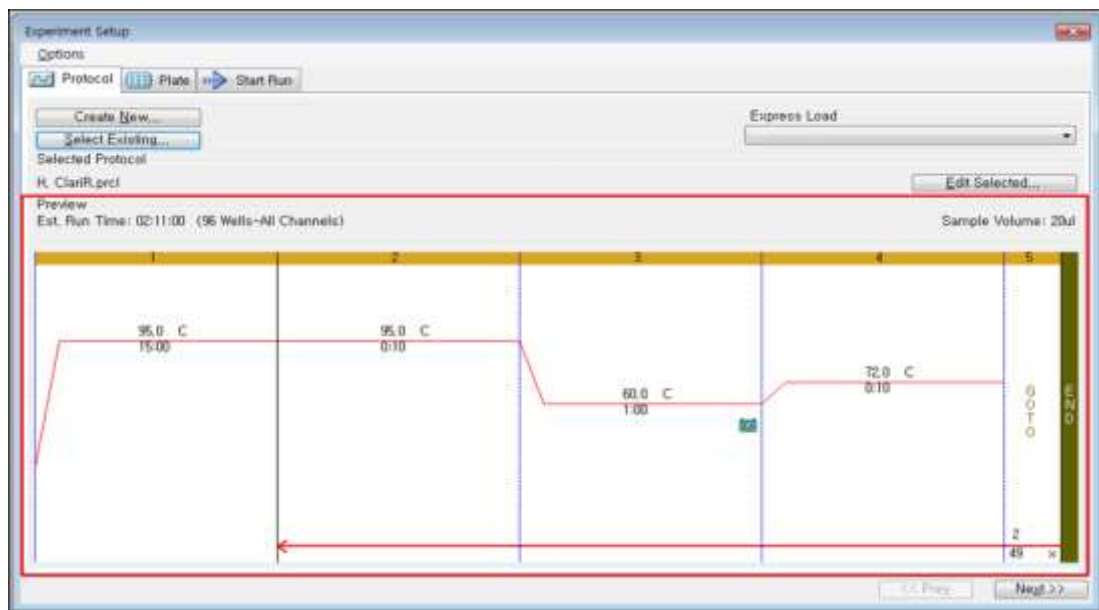 Experiment Setup
Options
Protocol Plate Start Run
Create New...
Express Load
Select Existing...
Selected Protocol
H. ClariR.prcl
Edit Selected...
Preview
Est. Run Time: 02:11:00 (96 Wells-All Channels)
Sample Volume: 20ul
1 2 3 4 5
95.0 C
15:00
95.0 C
0:10
60.0 C
1:00
72.0 C
0:10
GOTO
END
2
49 x
<< Prev
Next >>